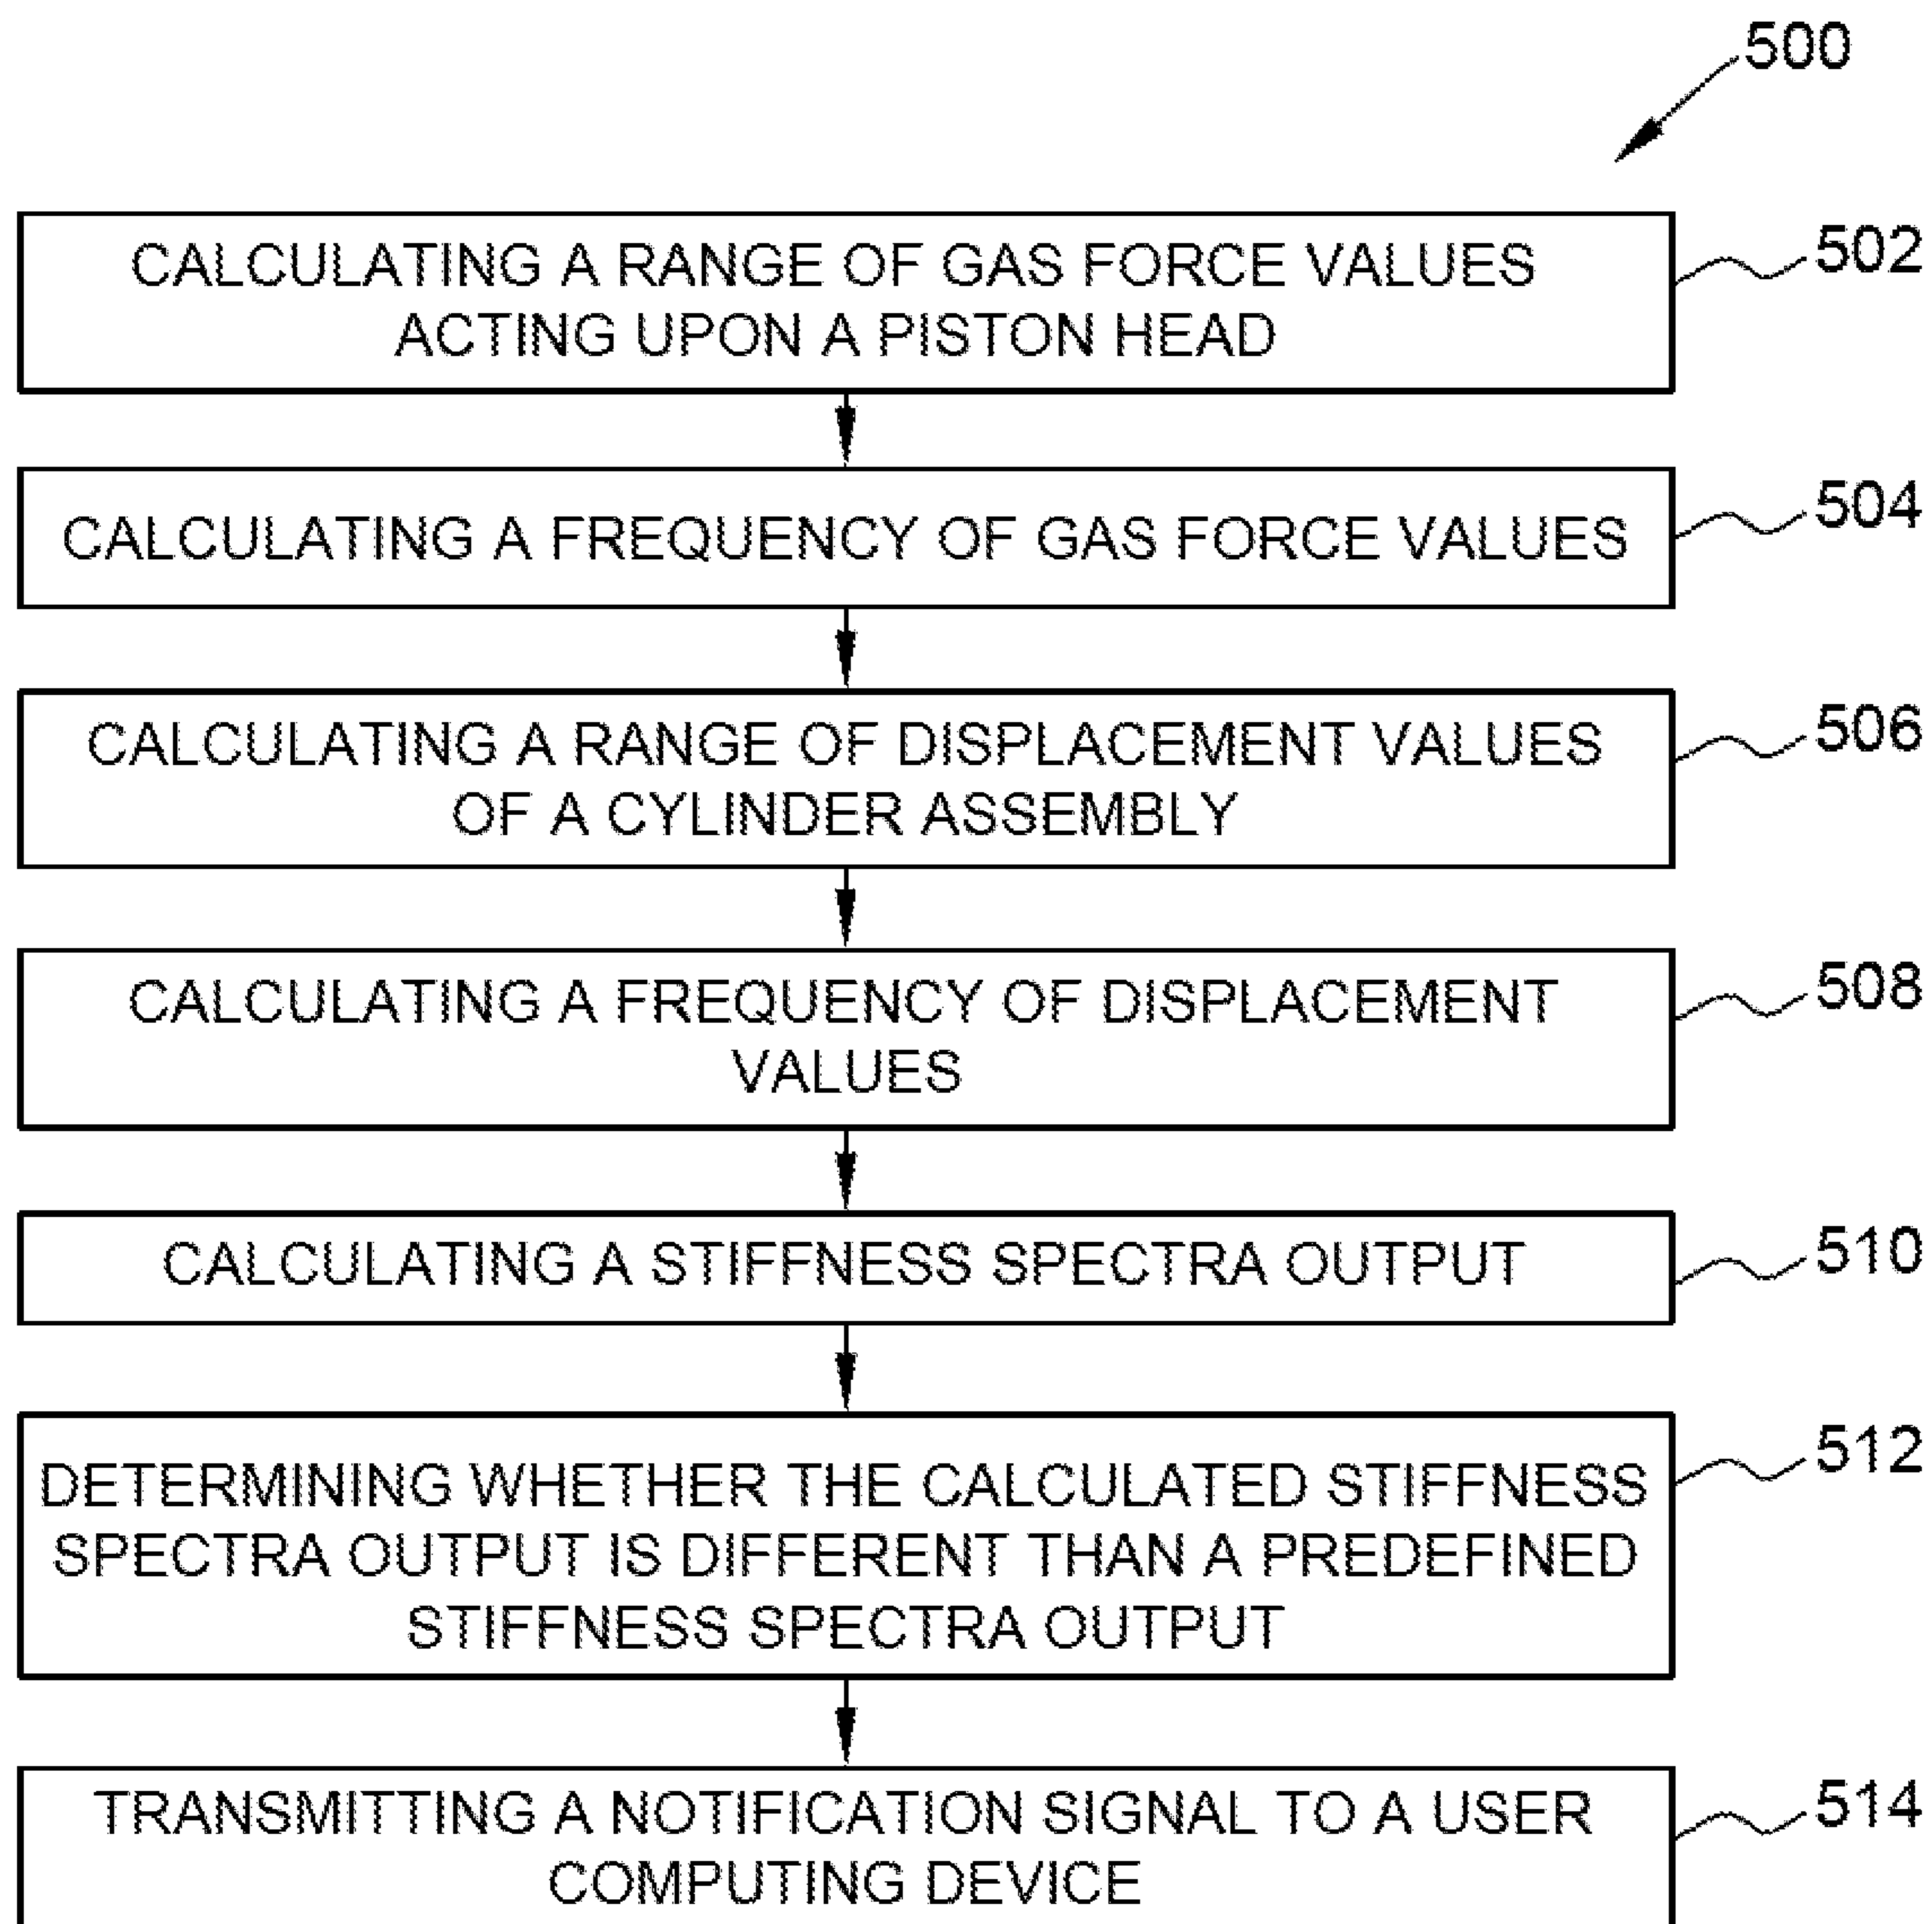 500
CALCULATING A RANGE OF GAS FORCE VALUES
ACTING UPON A PISTON HEAD
502
CALCULATING A FREQUENCY OF GAS FORCE VALUES
504
CALCULATING A RANGE OF DISPLACEMENT VALUES
OF A CYLINDER ASSEMBLY
506
CALCULATING A FREQUENCY OF DISPLACEMENT
VALUES
508
CALCULATING A STIFFNESS SPECTRA OUTPUT
510
DETERMINING WHETHER THE CALCULATED STIFFNESS
SPECTRA OUTPUT IS DIFFERENT THAN A PREDEFINED
STIFFNESS SPECTRA OUTPUT
512
TRANSMITTING A NOTIFICATION SIGNAL TO A USER
COMPUTING DEVICE
514